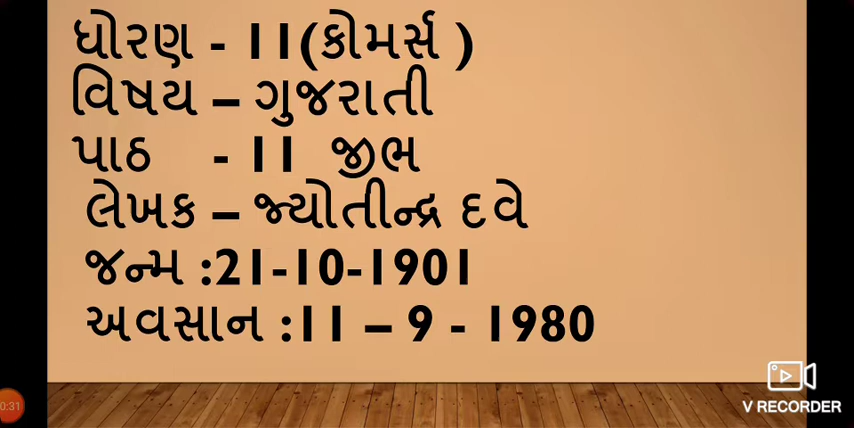 ધોરણ - 11(કોમર્સ )
વિષય – ગુજરાતી
પાઠ - 11 જીભ
લેખક – જ્યોતીન્દ્ર દવે
જન્મ :21-10-1901
અવસાન :11 – 9 - 1980
0:31
V RECORDER